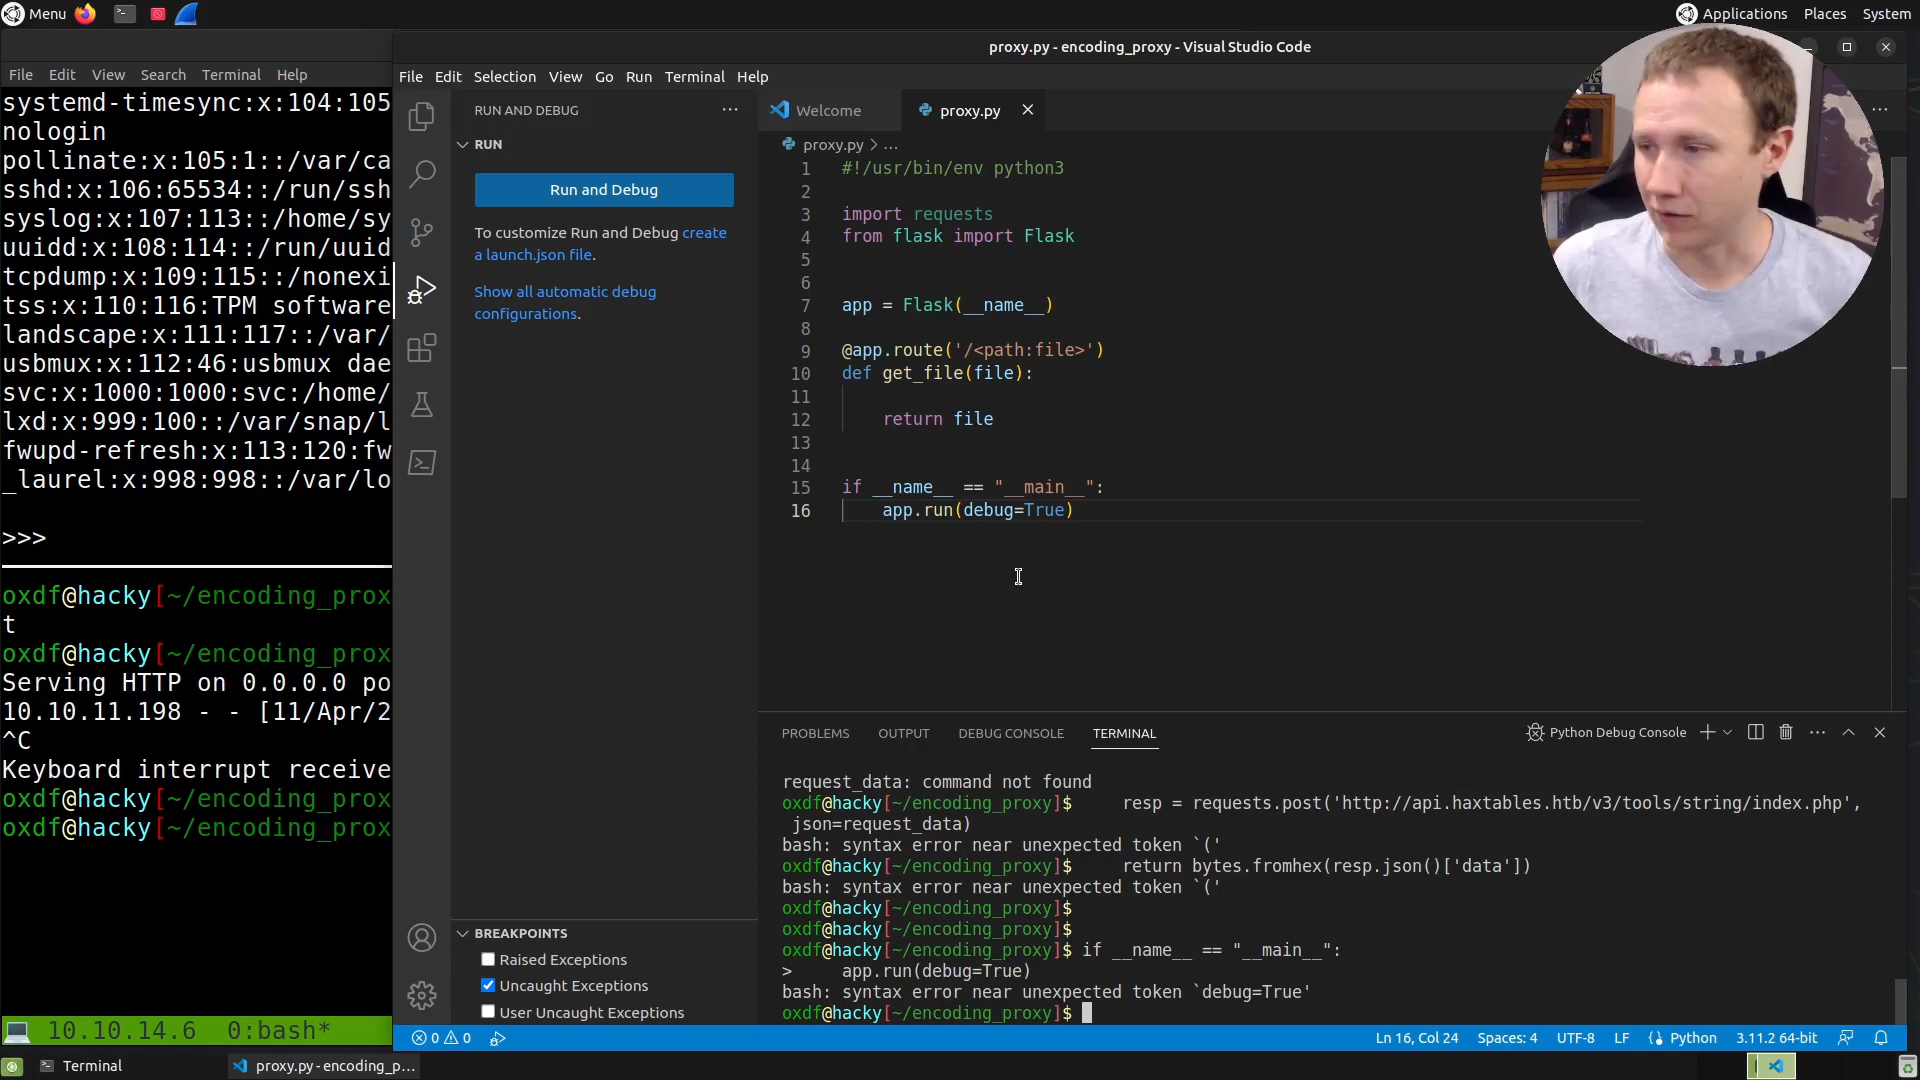 Menu
Applications Places System
proxy.py - encoding_proxy - Visual Studio Code
File Edit View Search Terminal Help
systemd-timesync:x:104:105
nologin
pollinate:x:105:1::/var/ca
sshd:x:106:65534::/run/ssh
syslog:x:107:113::/home/sy
uuidd:x:108:114::/run/uuid
tcpdump:x:109:115::/nonexi
tss:x:110:116:TPM software
landscape:x:111:117::/var/
usbmux:x:112:46:usbmux dae
svc:x:1000:1000:svc:/home/
lxd:x:999:100::/var/snap/l
fwupd-refresh:x:113:120:fw
_laurel:x:998:998::/var/lo
>>>
oxdf@hacky[~/encoding_prox
t
oxdf@hacky[~/encoding_prox
Serving HTTP on 0.0.0.0 po
10.10.11.198 - - [11/Apr/2
^C
Keyboard interrupt receive
oxdf@hacky[~/encoding_prox
oxdf@hacky[~/encoding_prox
10.10.14.6 0:bash*
File Edit Selection View Go Run Terminal Help
RUN AND DEBUG ···
RUN
Run and Debug
To customize Run and Debug create
a launch.json file.
Show all automatic debug
configurations.
BREAKPOINTS
Raised Exceptions
Uncaught Exceptions
User Uncaught Exceptions
Welcome
proxy.py
proxy.py > ...
1 #!/usr/bin/env python3
2
3 import requests
4 from flask import Flask
5
6
7 app = Flask(__name__)
8
9 @app.route('/<path:file>')
10 def get_file(file):
11
12 return file
13
14
15 if __name__ == "__main__":
16 app.run(debug=True)
PROBLEMS OUTPUT DEBUG CONSOLE TERMINAL
Python Debug Console
request_data: command not found
oxdf@hacky[~/encoding_proxy]$ resp = requests.post('http://api.haxtables.htb/v3/tools/string/index.php',
json=request_data)
bash: syntax error near unexpected token `('
oxdf@hacky[~/encoding_proxy]$ return bytes.fromhex(resp.json()['data'])
bash: syntax error near unexpected token `('
oxdf@hacky[~/encoding_proxy]$
oxdf@hacky[~/encoding_proxy]$
oxdf@hacky[~/encoding_proxy]$ if __name__ == "__main__":
> app.run(debug=True)
bash: syntax error near unexpected token `debug=True'
oxdf@hacky[~/encoding_proxy]$
0 0
Ln 16, Col 24 Spaces: 4 UTF-8 LF Python 3.11.2 64-bit
Terminal
proxy.py - encoding_p...